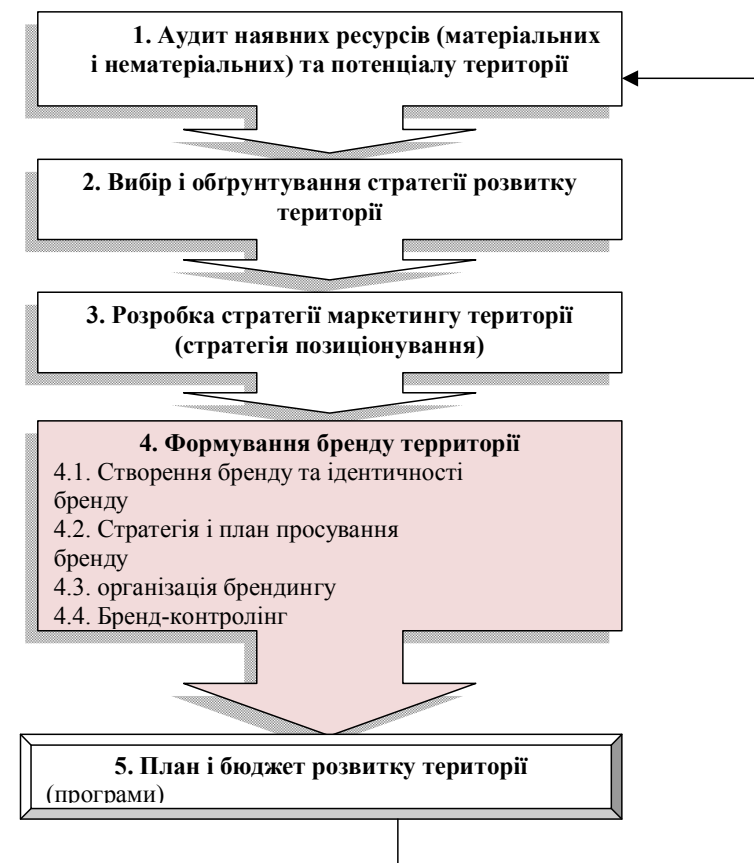 1. Аудит наявних ресурсів (матеріальних
і нематеріальних) та потенціалу території
2. Вибір і обґрунтування стратегії розвитку
території
3. Розробка стратегії маркетингу території
(стратегія позиціонування)
4. Формування бренду территорії
4.1. Створення бренду та ідентичності
бренду
4.2. Стратегія і план просування
бренду
4.3. організація брендингу
4.4. Бренд-контролінг
5. План і бюджет розвитку території
(програми)